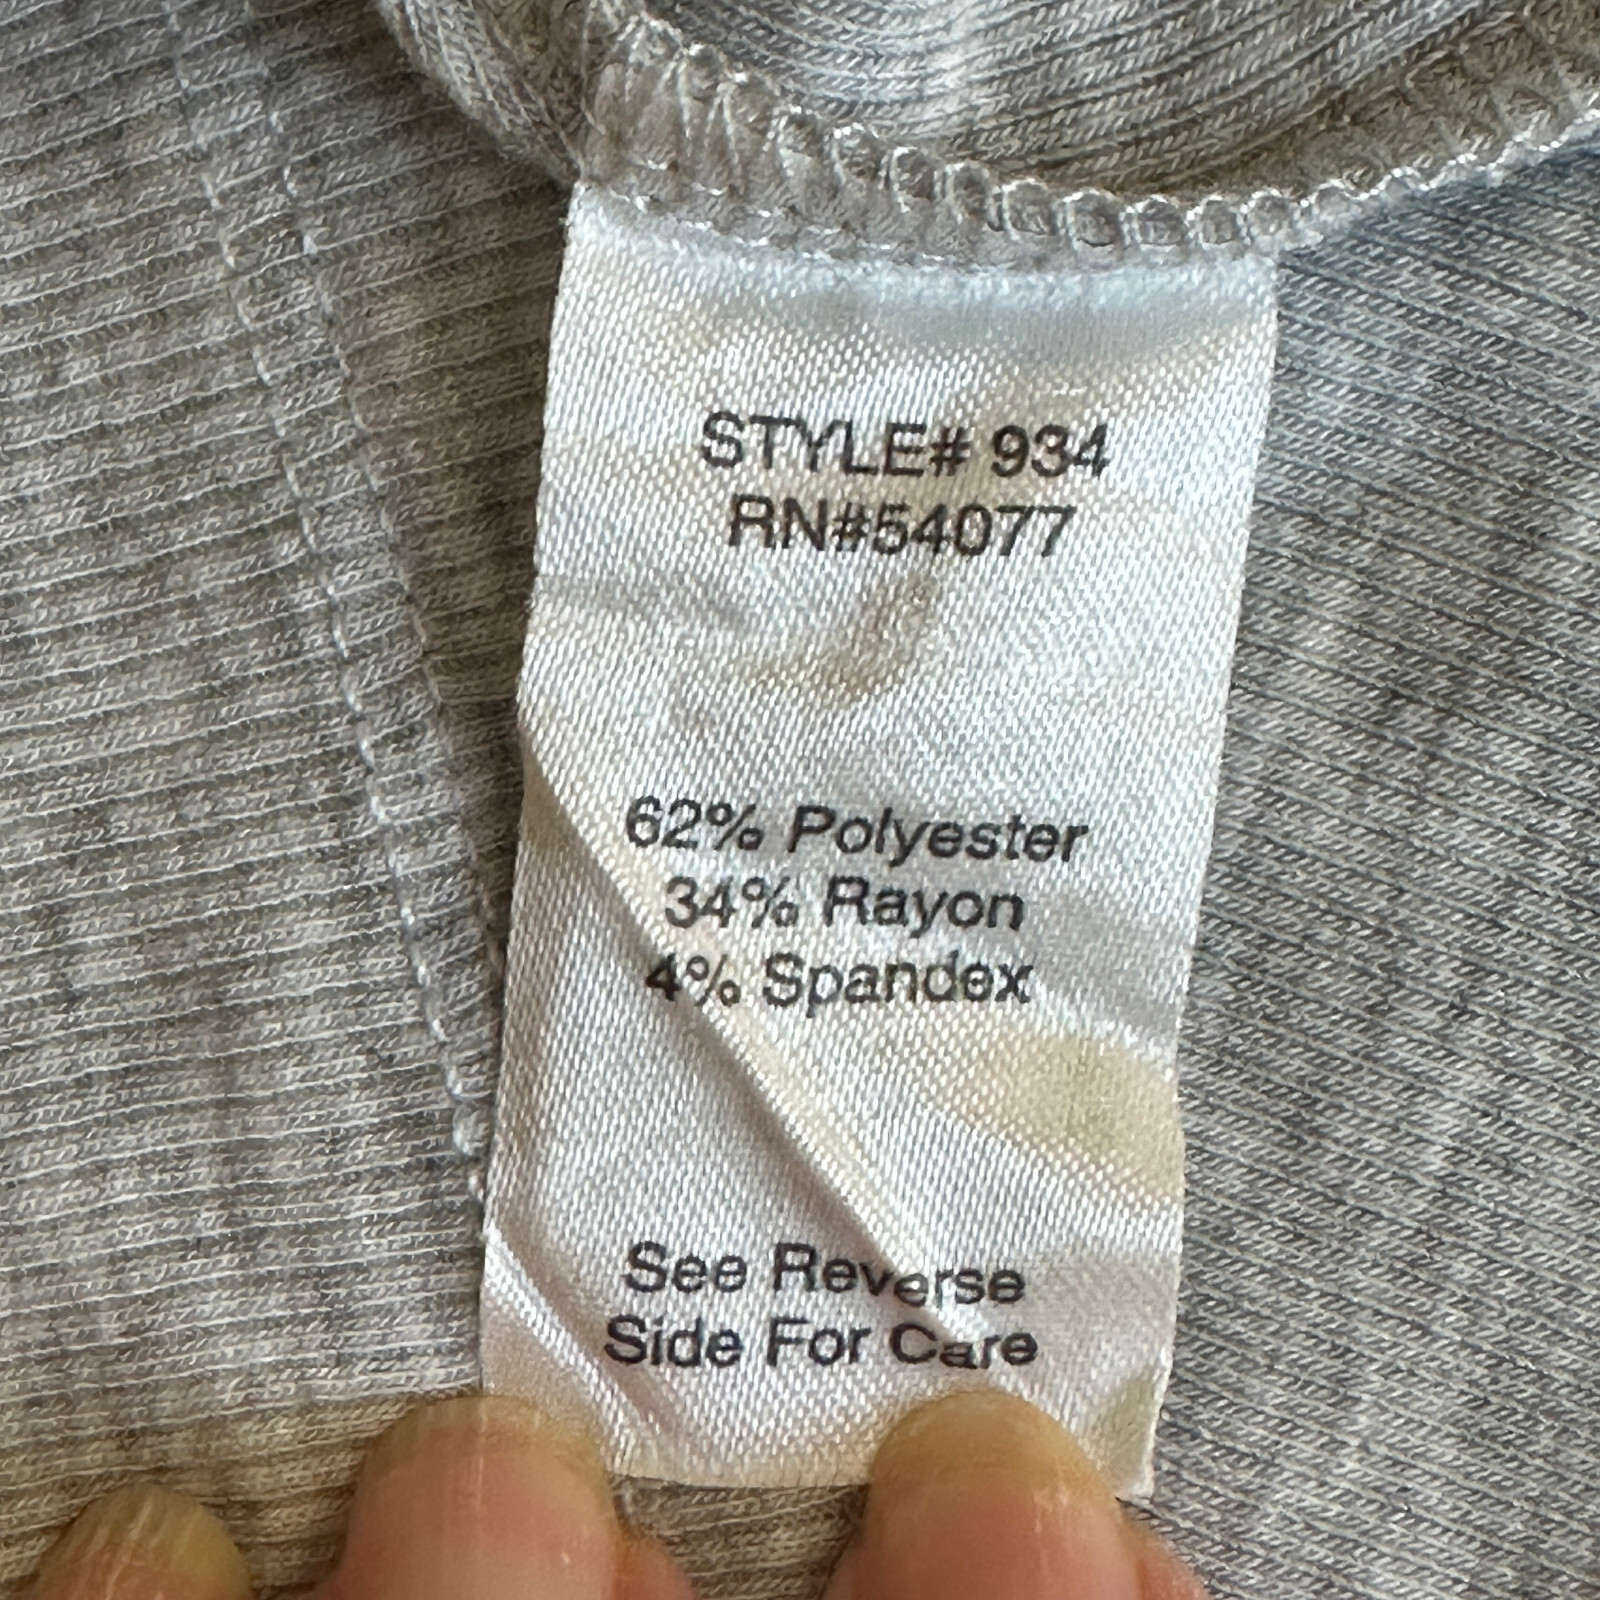 STYLE# 934
RN#54077
62% Polyester
34% Rayon
4% Spandex
See Reverse
Side For Care